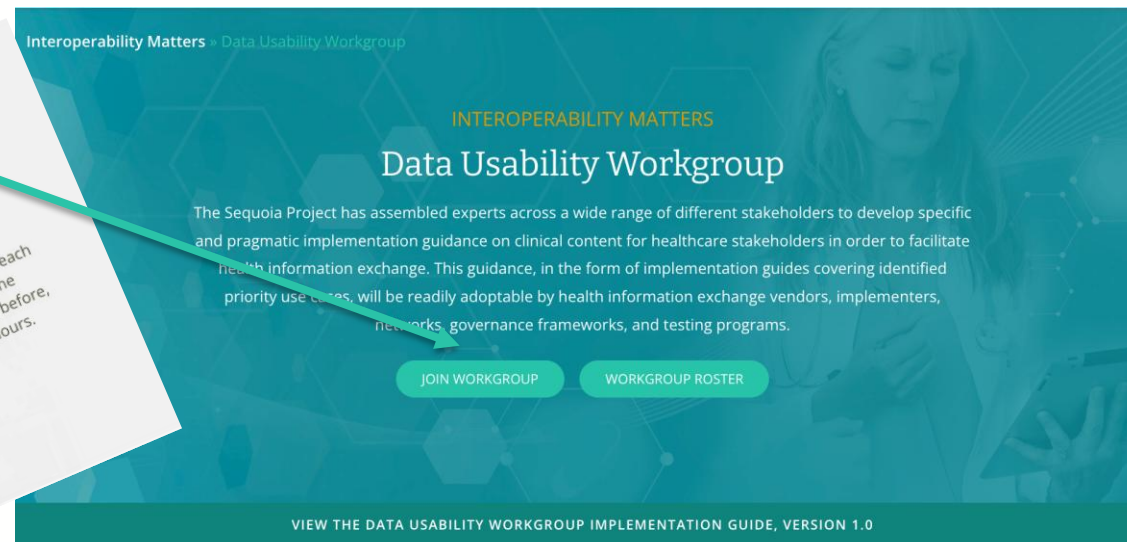 Interoperability Matters » Data Usability Workgroup
INTEROPERABILITY MATTERS
Data Usability Workgroup
The Sequoia Project has assembled experts across a wide range of different stakeholders to develop specific
and pragmatic implementation guidance on clinical content for healthcare stakeholders in order to facilitate
health information exchange. This guidance, in the form of implementation guides covering identified
priority use cases, will be readily adoptable by health information exchange vendors, implementers,
networks, governance frameworks, and testing programs.
JOIN WORKGROUP WORKGROUP ROSTER
VIEW THE DATA USABILITY WORKGROUP IMPLEMENTATION GUIDE, VERSION 1.0
each
before,